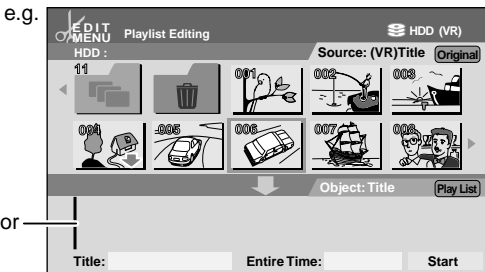 e.g.
EDIT MENU Playlist Editing HDD (VR)
HDD : Source: (VR)Title Original
11 001 002 003
004 005 006 007 008
Object: Title Play List
or
Title: Entire Time: Start